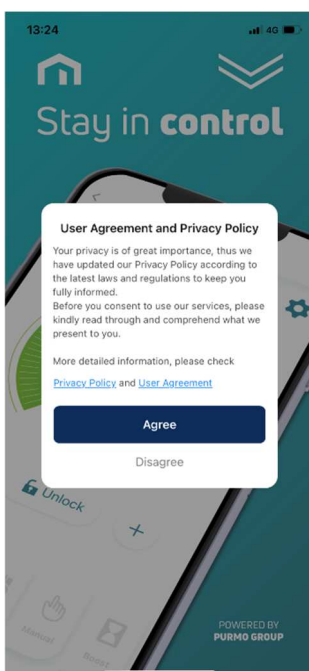 13:24
4G
Stay in control
User Agreement and Privacy Policy
Your privacy is of great importance, thus we
have updated our Privacy Policy according to
the latest laws and regulations to keep you
fully informed.
Before you consent to use our services, please
kindly read through and comprehend what we
present to you.
More detailed information, please check
Privacy Policy and User Agreement
Agree
Disagree
Unlock
+
Manual
Boost
POWERED BY
PURMO GROUP